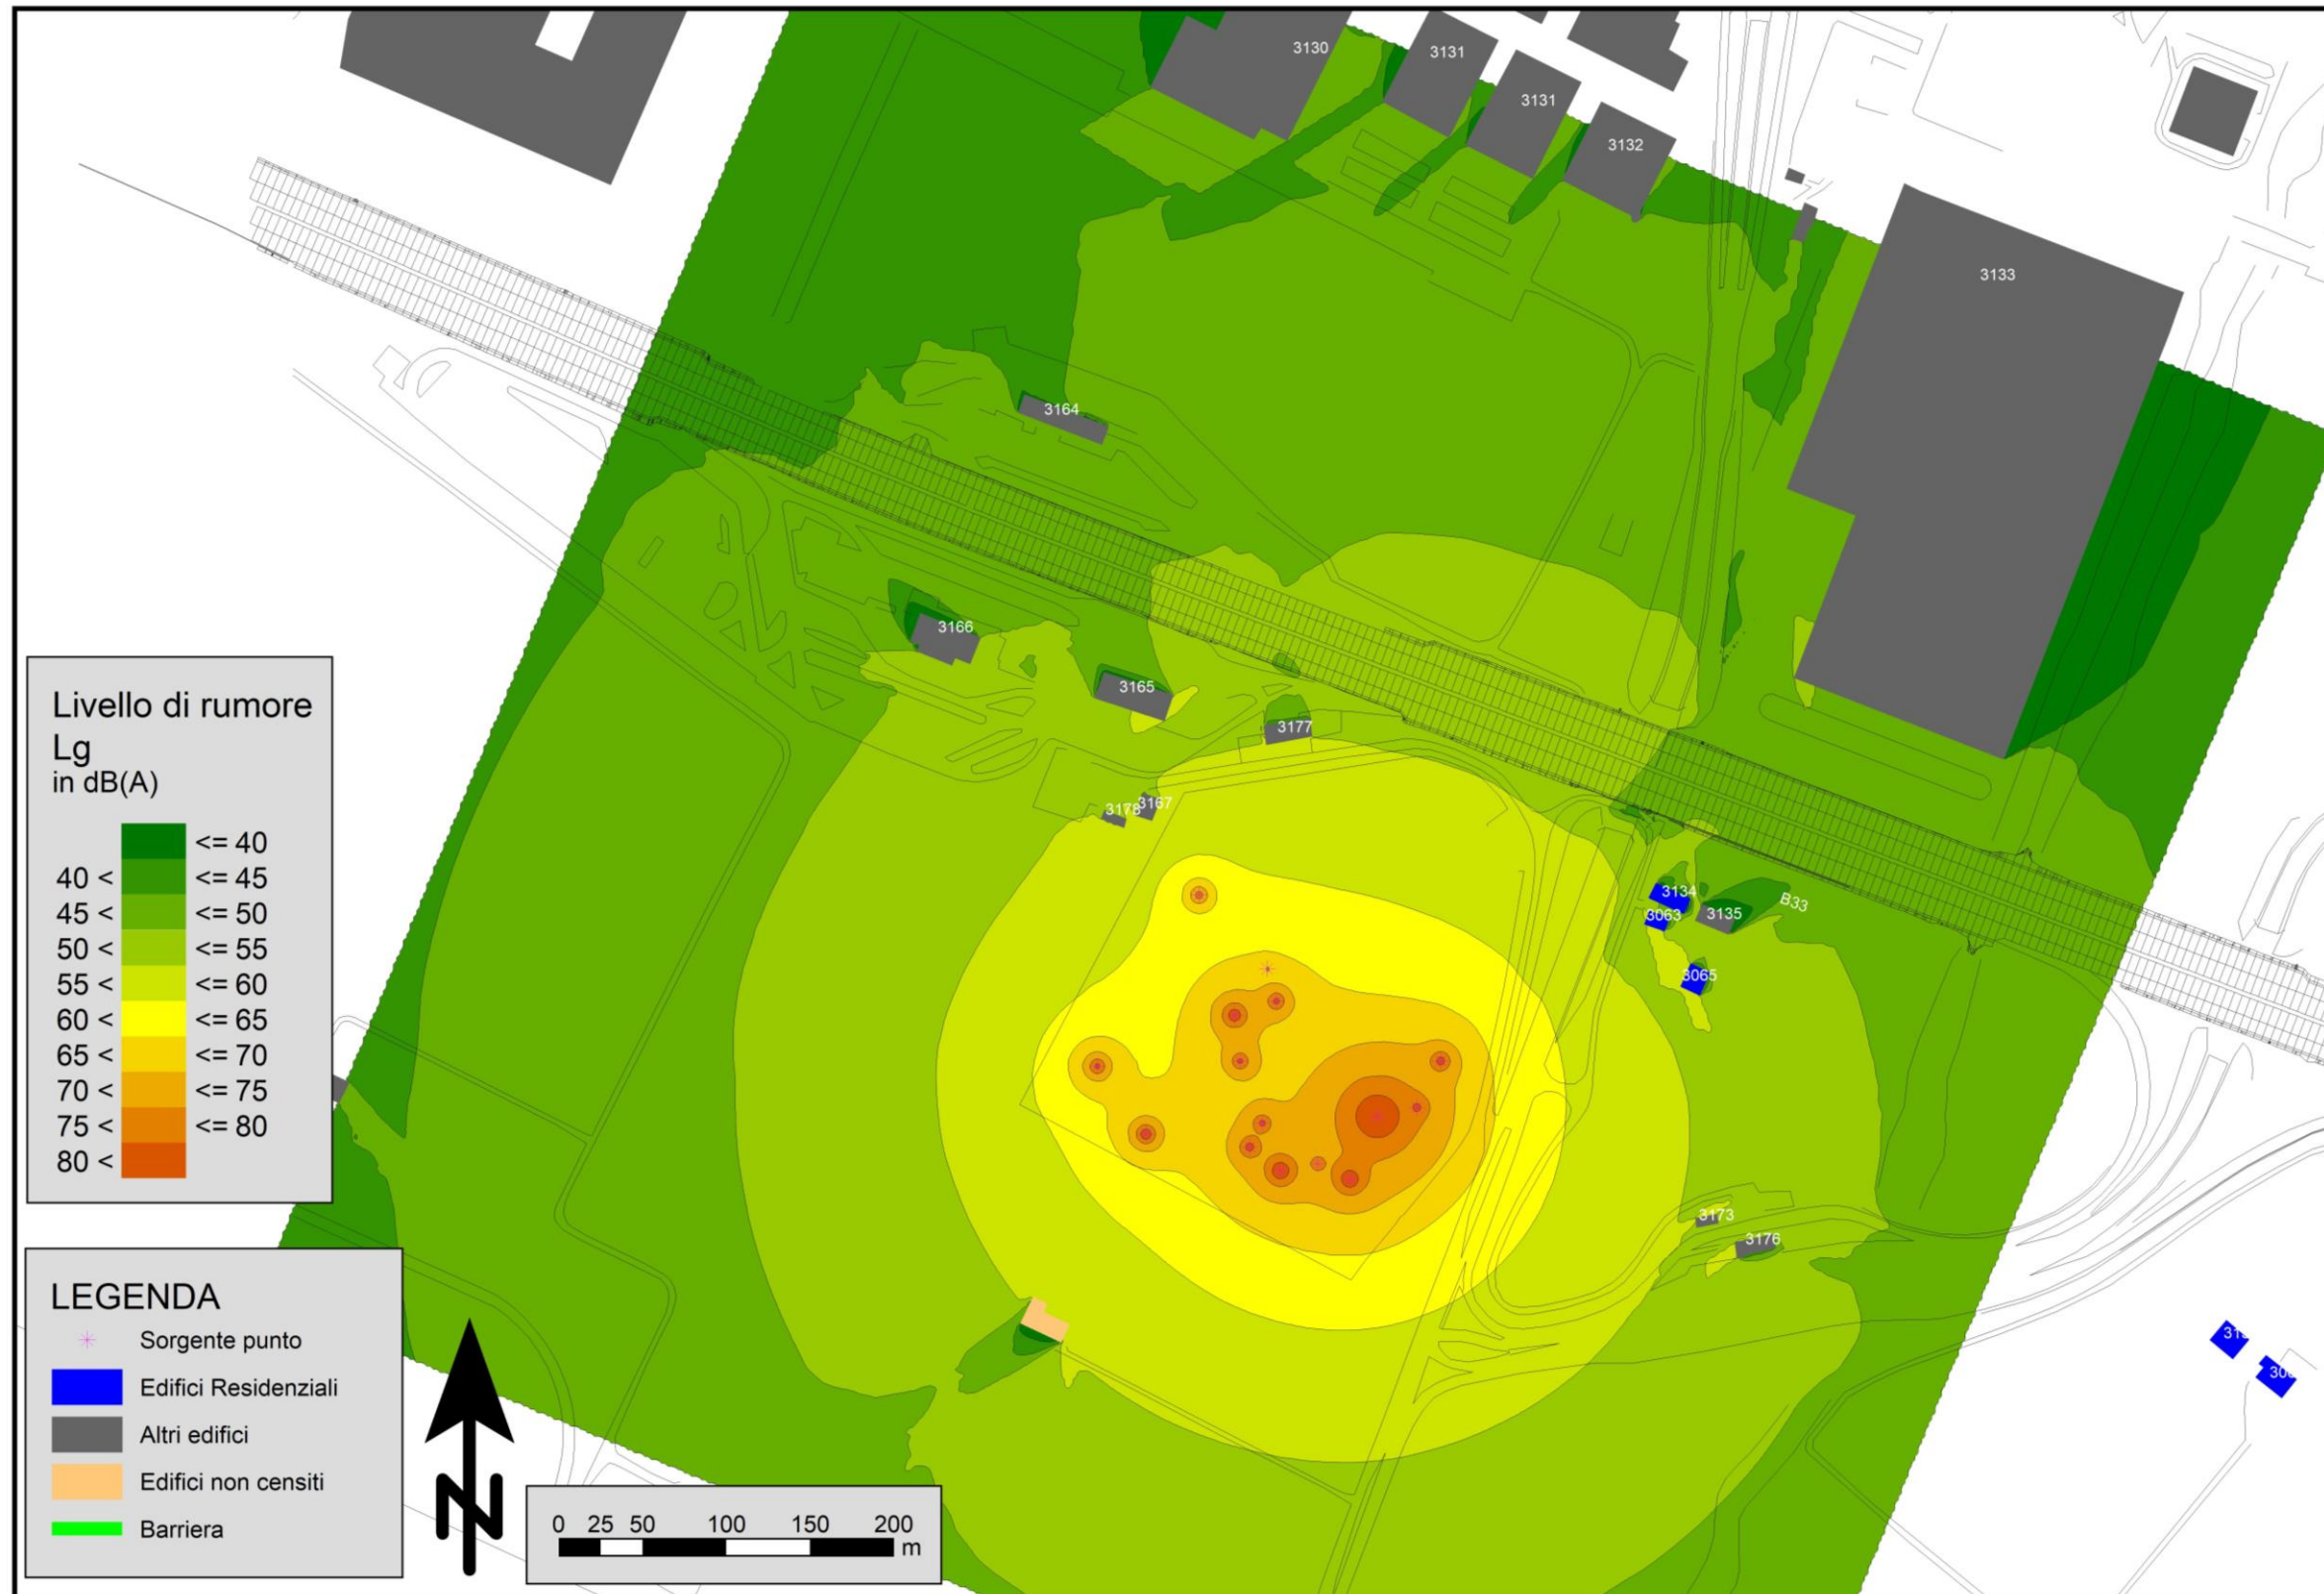 3130
3131
3131
3132
3133
3164
3166
3165
3177
3167
3178
3134
3063
3135
B33
3065
3173
3176
Livello di rumore
Lg
in dB(A)
<= 40
40 < <= 45
45 < <= 50
50 < <= 55
55 < <= 60
60 < <= 65
65 < <= 70
70 < <= 75
75 < <= 80
80 <
LEGENDA
Sorgente punto
Edifici Residenziali
Altri edifici
Edifici non censiti
Barriera
N
0 25 50 100 150 200
m